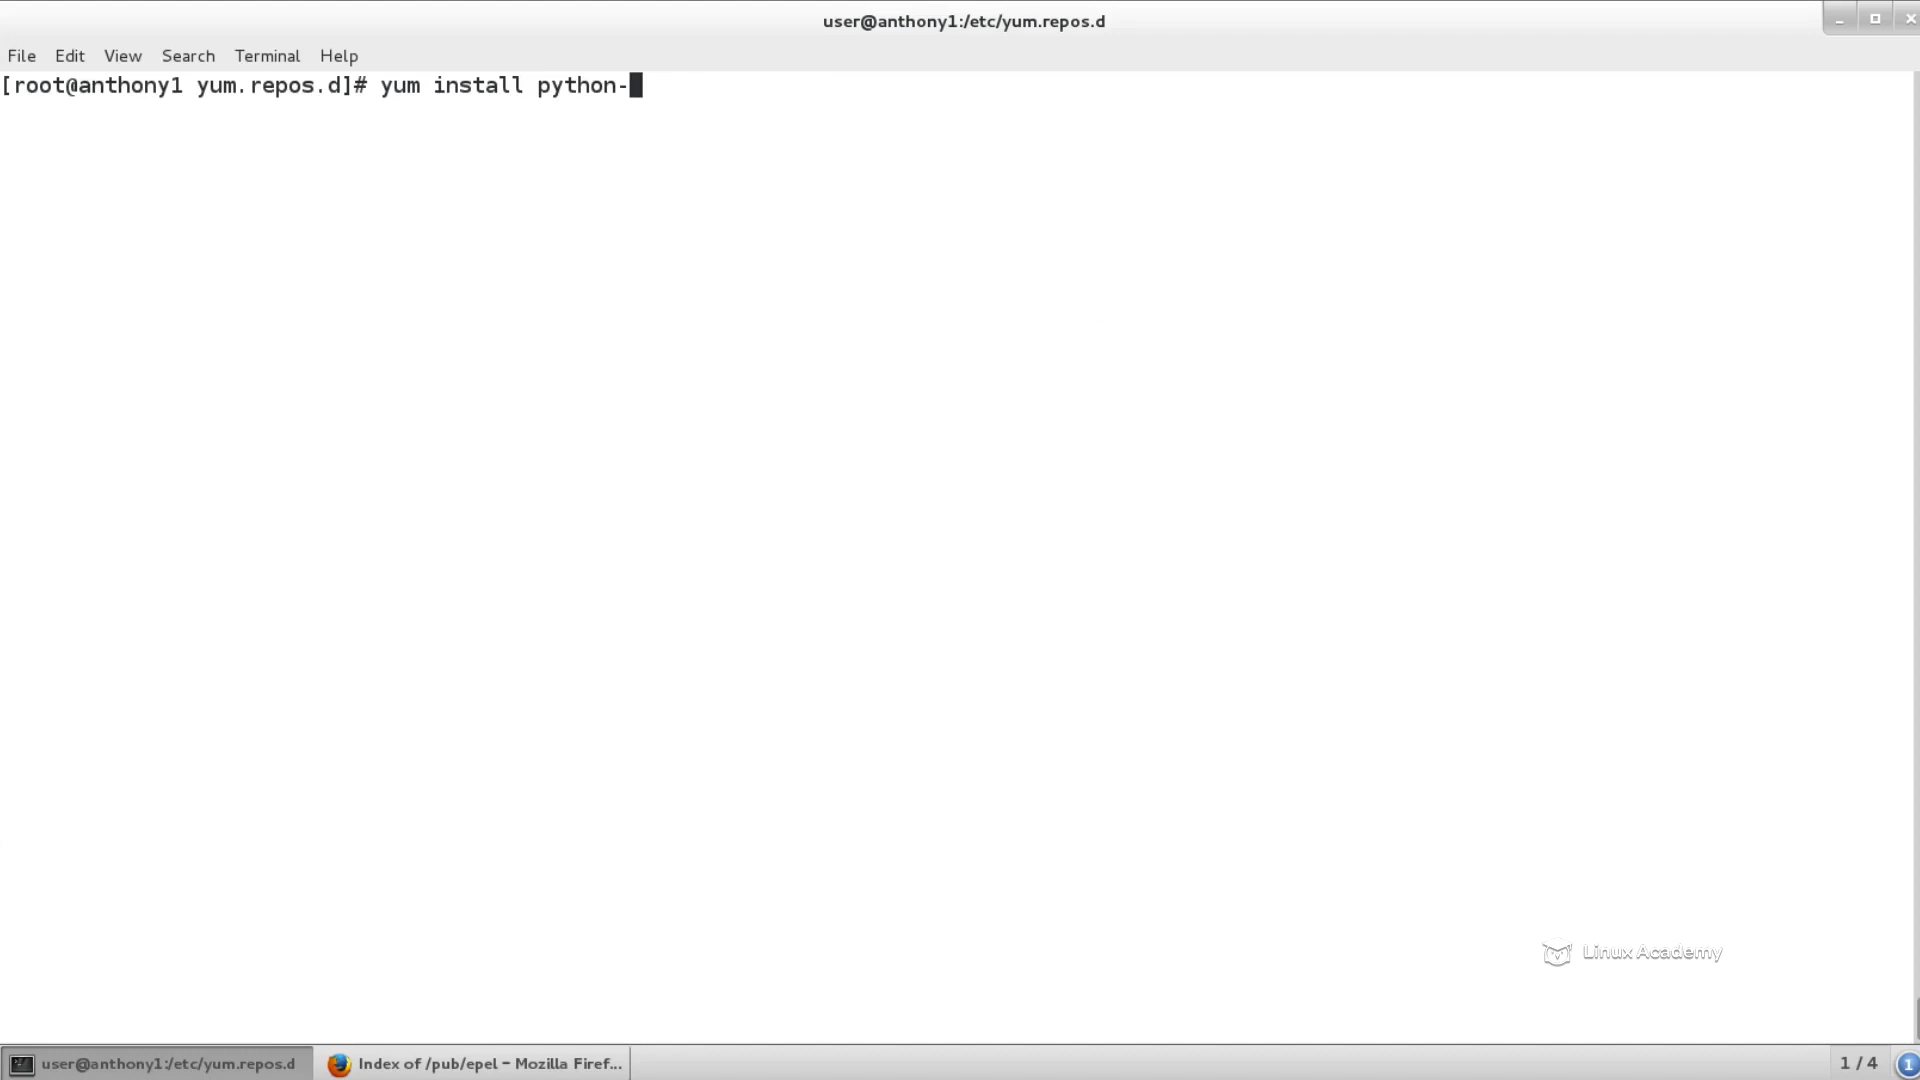 user@anthony1:/etc/yum.repos.d
File Edit View Search Terminal Help
[root@anthony1 yum.repos.d]# yum install python-
Linux Academy
user@anthony1:/etc/yum.repos.d
Index of /pub/epel – Mozilla Firef...
1 / 4
1